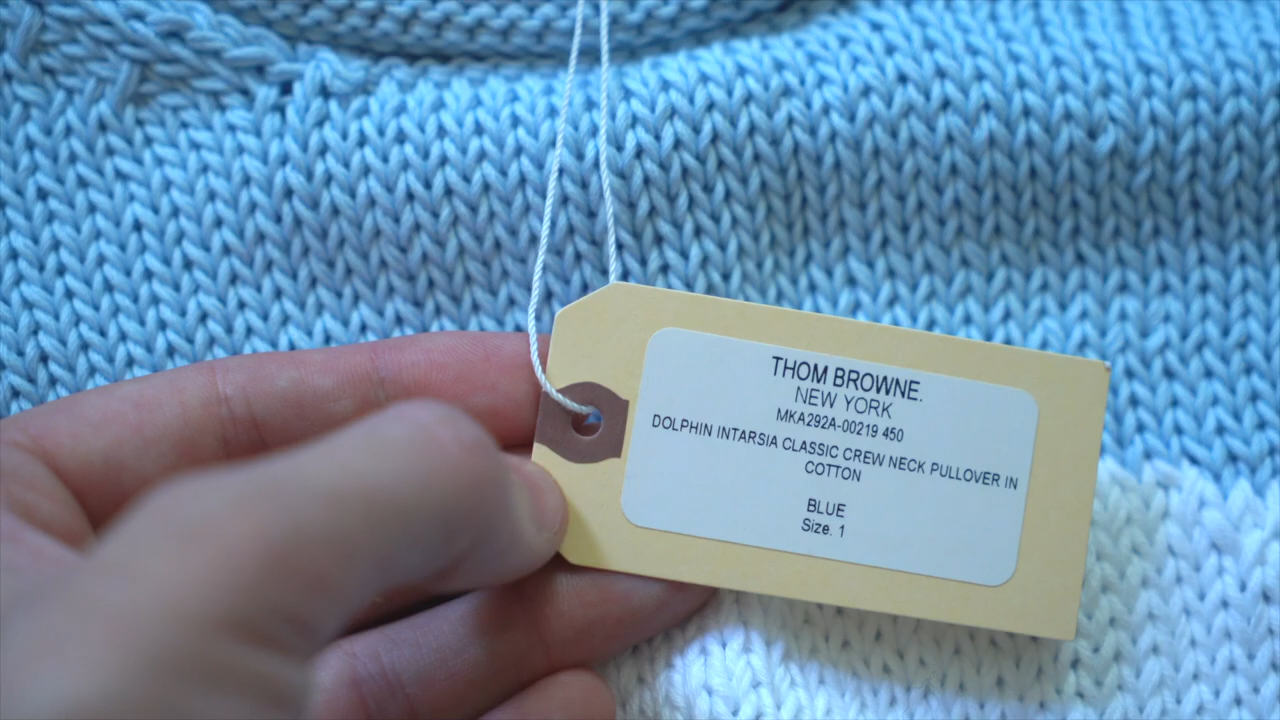 THOM BROWNE.
NEW YORK
MKA292A-00219 450
DOLPHIN INTARSIA CLASSIC CREW NECK PULLOVER IN
COTTON
BLUE
Size. 1